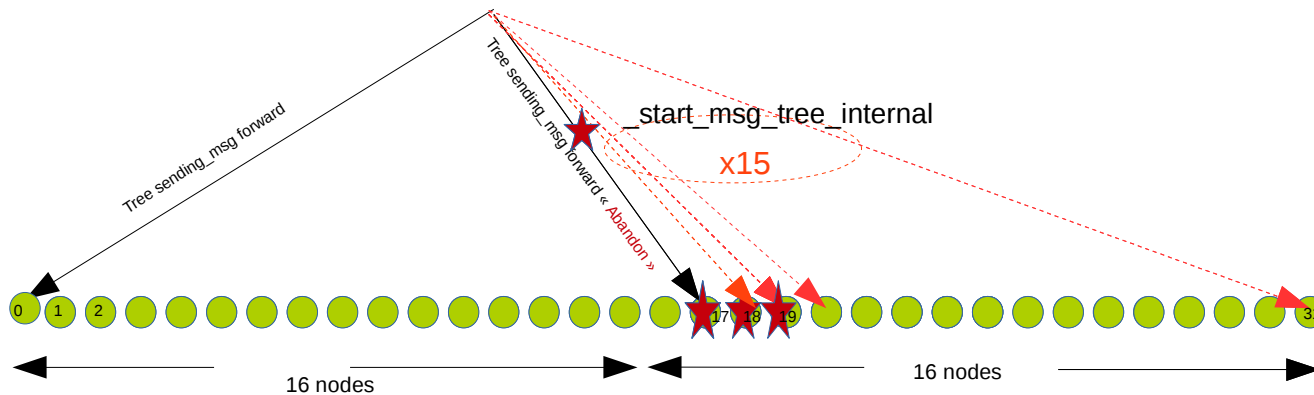 Tree sending_msg forward
Tree sending_msg forward « Abandon »
_start_msg_tree_internal
x15
0
1
2
17
18
19
16 nodes
16 nodes